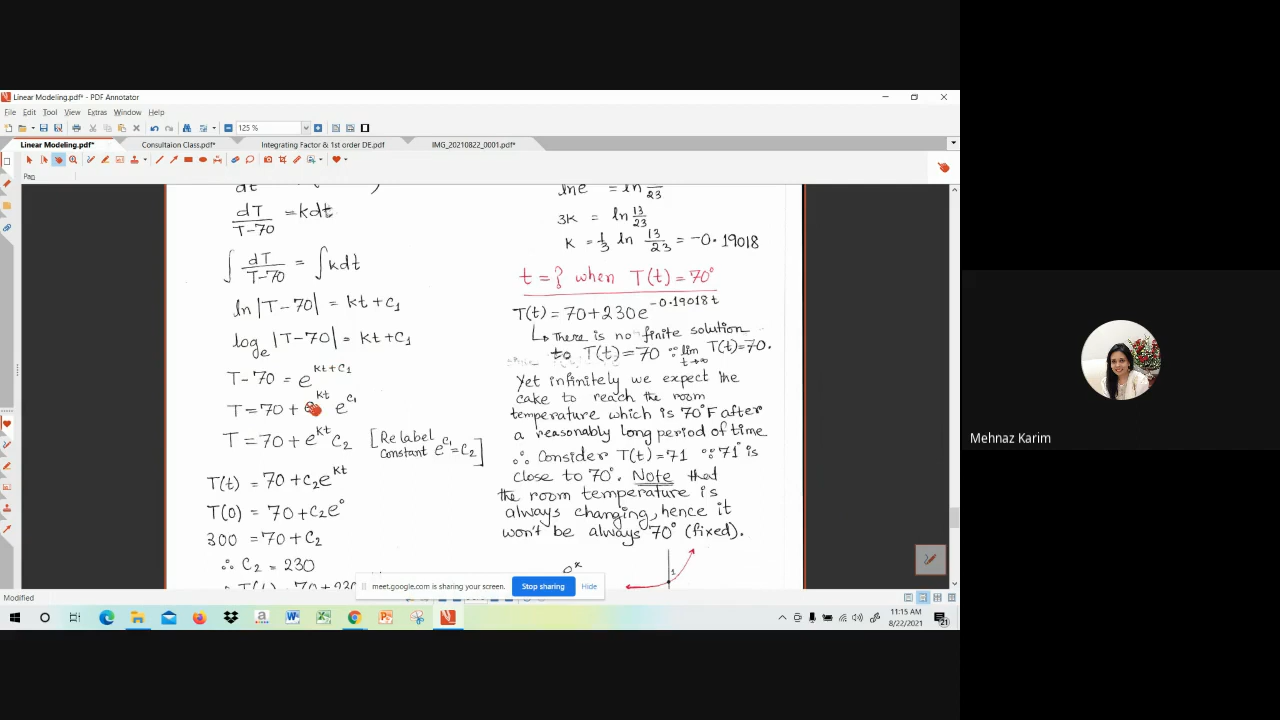 Linear Modeling.pdf* - PDF Annotator
File Edit Tool View Extras Window Help
125 %
Linear Modeling.pdf*
Consultaion Class.pdf*
Integrating Factor & 1st order DE.pdf
IMG_20210822_0001.pdf*
Pan
dt
dT/T-70 = kdt
∫ dT/T-70 = ∫ kdt
ln |T-70| = kt + C₁
log_e |T-70| = kt + C₁
T-70 = e^(kt+C₁)
T = 70 + e^(kt) e^(C₁)
T = 70 + e^(kt) C₂ [Relabel Constant e^(C₁) = C₂]
T(t) = 70 + C₂e^(kt)
T(0) = 70 + C₂e⁰
300 = 70 + C₂
∴ C₂ = 230
3K = ln 13/23
K = 1/3 ln 13/23 = -0.19018
t = ? when T(t) = 70°
T(t) = 70 + 230e^(-0.19018t)
↳ There is no finite solution
to T(t) = 70 ∵ lim t→∞ T(t) = 70.
Yet infinitely we expect the
cake to reach the room
temperature which is 70°F after
a reasonably long period of time
∴ Consider T(t) = 71 ∵ 71° is
close to 70°. Note that
the room temperature is
always changing, hence it
won't be always 70° (fixed).
e^x
1
meet.google.com is sharing your screen.
Stop sharing
Hide
Modified
11:15 AM
8/22/2021
21
Mehnaz Karim